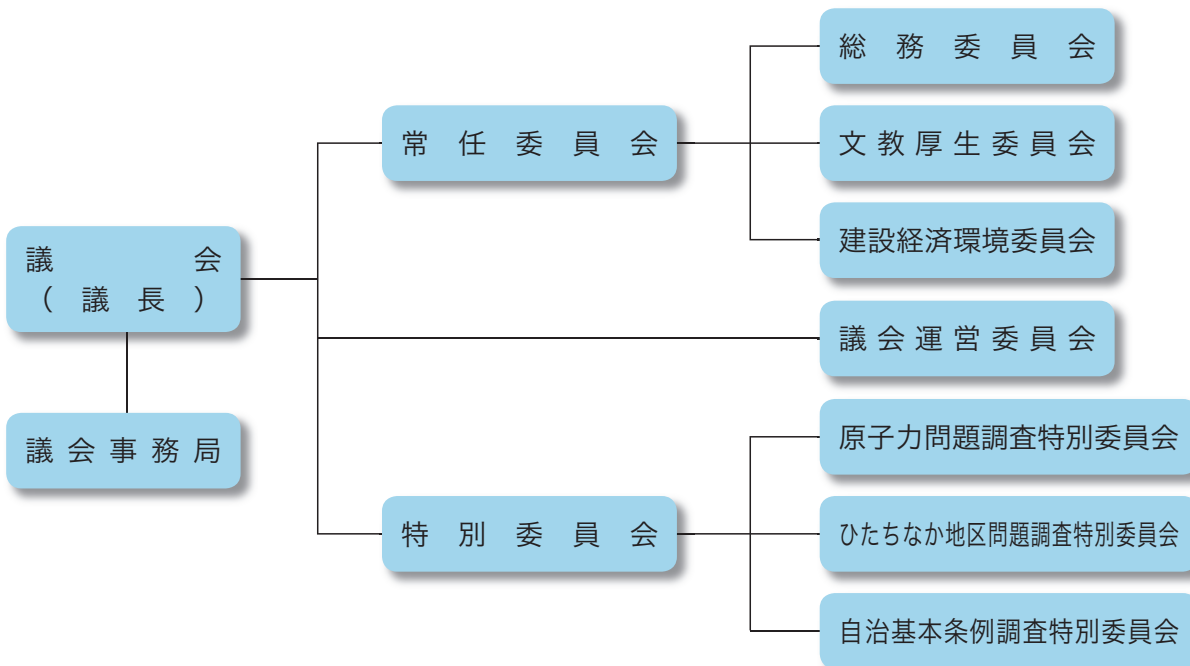 総務委員会
常任委員会
文教厚生委員会
建設経済環境委員会
議会
(議長)
議会運営委員会
議会事務局
原子力問題調査特別委員会
特別委員会
ひたちなか地区問題調査特別委員会
自治基本条例調査特別委員会